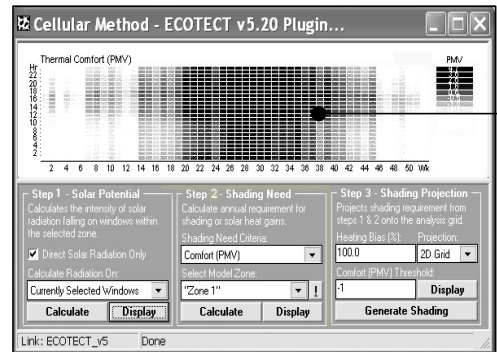 Cellular Method - ECOTECT v5.20 Plugin...
Thermal Comfort (PMV)
PMV
Hr
22
20
18
16
14
12
10
8
6
4
2
2 4 6 8 10 12 14 16 18 20 22 24 26 28 30 32 34 36 38 40 42 44 46 48 50 Wk
Step 1 - Solar Potential
Calculates the intensity of solar
radiation falling on windows within
the selected zone.
Direct Solar Radiation Only
Calculate Radiation On:
Currently Selected Windows
Calculate Display
Step 2 - Shading Need
Calculate annual requirement for
shading or solar heat gains.
Shading Need Criteria:
Comfort (PMV)
Select Model Zone:
"Zone 1" !
Calculate Display
Step 3 - Shading Projection
Projects shading requirement from
steps 1 & 2 onto the analysis grid.
Heating Bias (%): Projection:
100.0 2D Grid
Comfort (PMV) Threshold:
-1 Display
Generate Shading
Link: ECOTECT_v5 Done